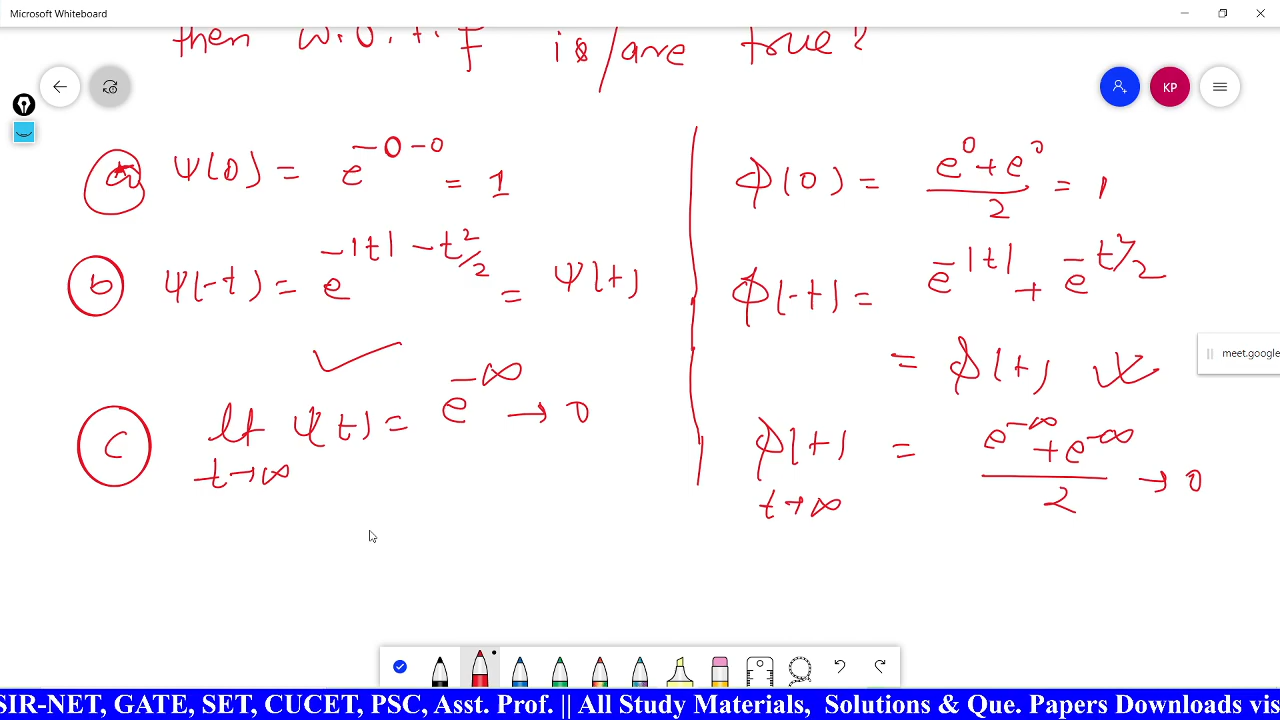 Microsoft Whiteboard
then W.O.t.F is/are true?
KP
(a) Ψ(0) = e^{-0-0} = 1
ϕ(0) = (e^0 + e^0)/2 = 1
(b) Ψ(-t) = e^{-|t| - t²/2} = Ψ(t)
ϕ(-t) = e^{-|t|} + e^{-t²/2}
= ϕ(t)
(c) lt Ψ(t) = e^{-∞} → 0
t→∞
ϕ(t) = (e^{-∞} + e^{-∞})/2 → 0
t→∞
meet.google
SIR-NET, GATE, SET, CUCET, PSC, Asst. Prof. || All Study Materials, Solutions & Que. Papers Downloads vis